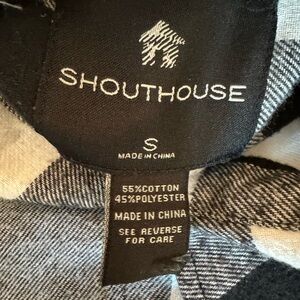 SHOUTHOUSE
S
MADE IN CHINA
55%COTTON
45%POLYESTER
MADE IN CHINA
SEE REVERSE
FOR CARE